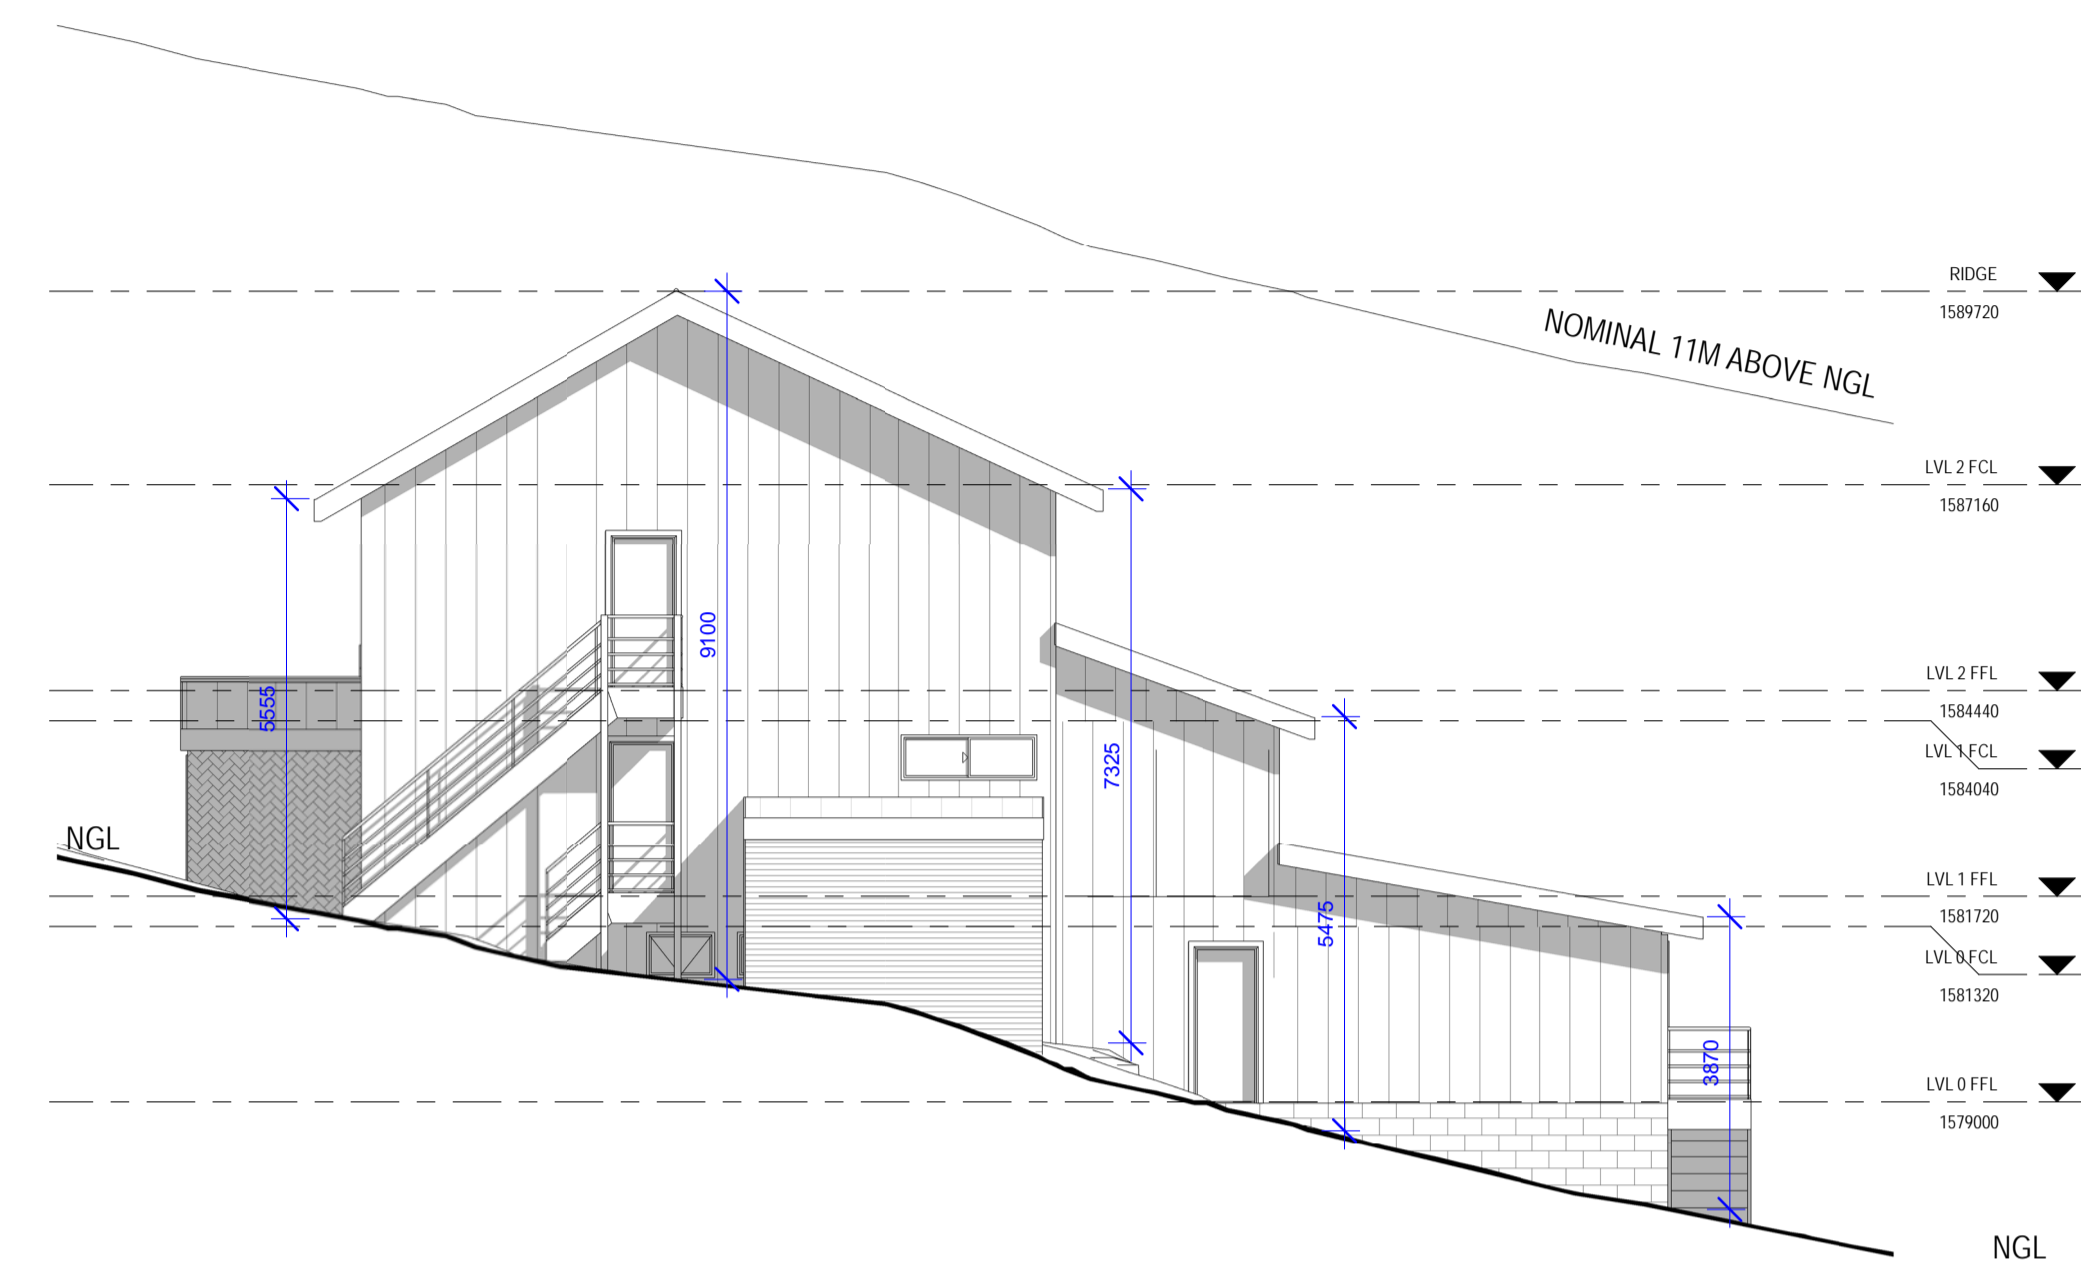 RIDGE
1589720
NOMINAL 11M ABOVE NGL
LVL 2 FCL
1587160
9100
LVL 2 FFL
1584440
5555
LVL 1 FCL
1584040
7325
NGL
LVL 1 FFL
1581720
5475
LVL 0 FCL
1581320
3870
LVL 0 FFL
1579000
NGL